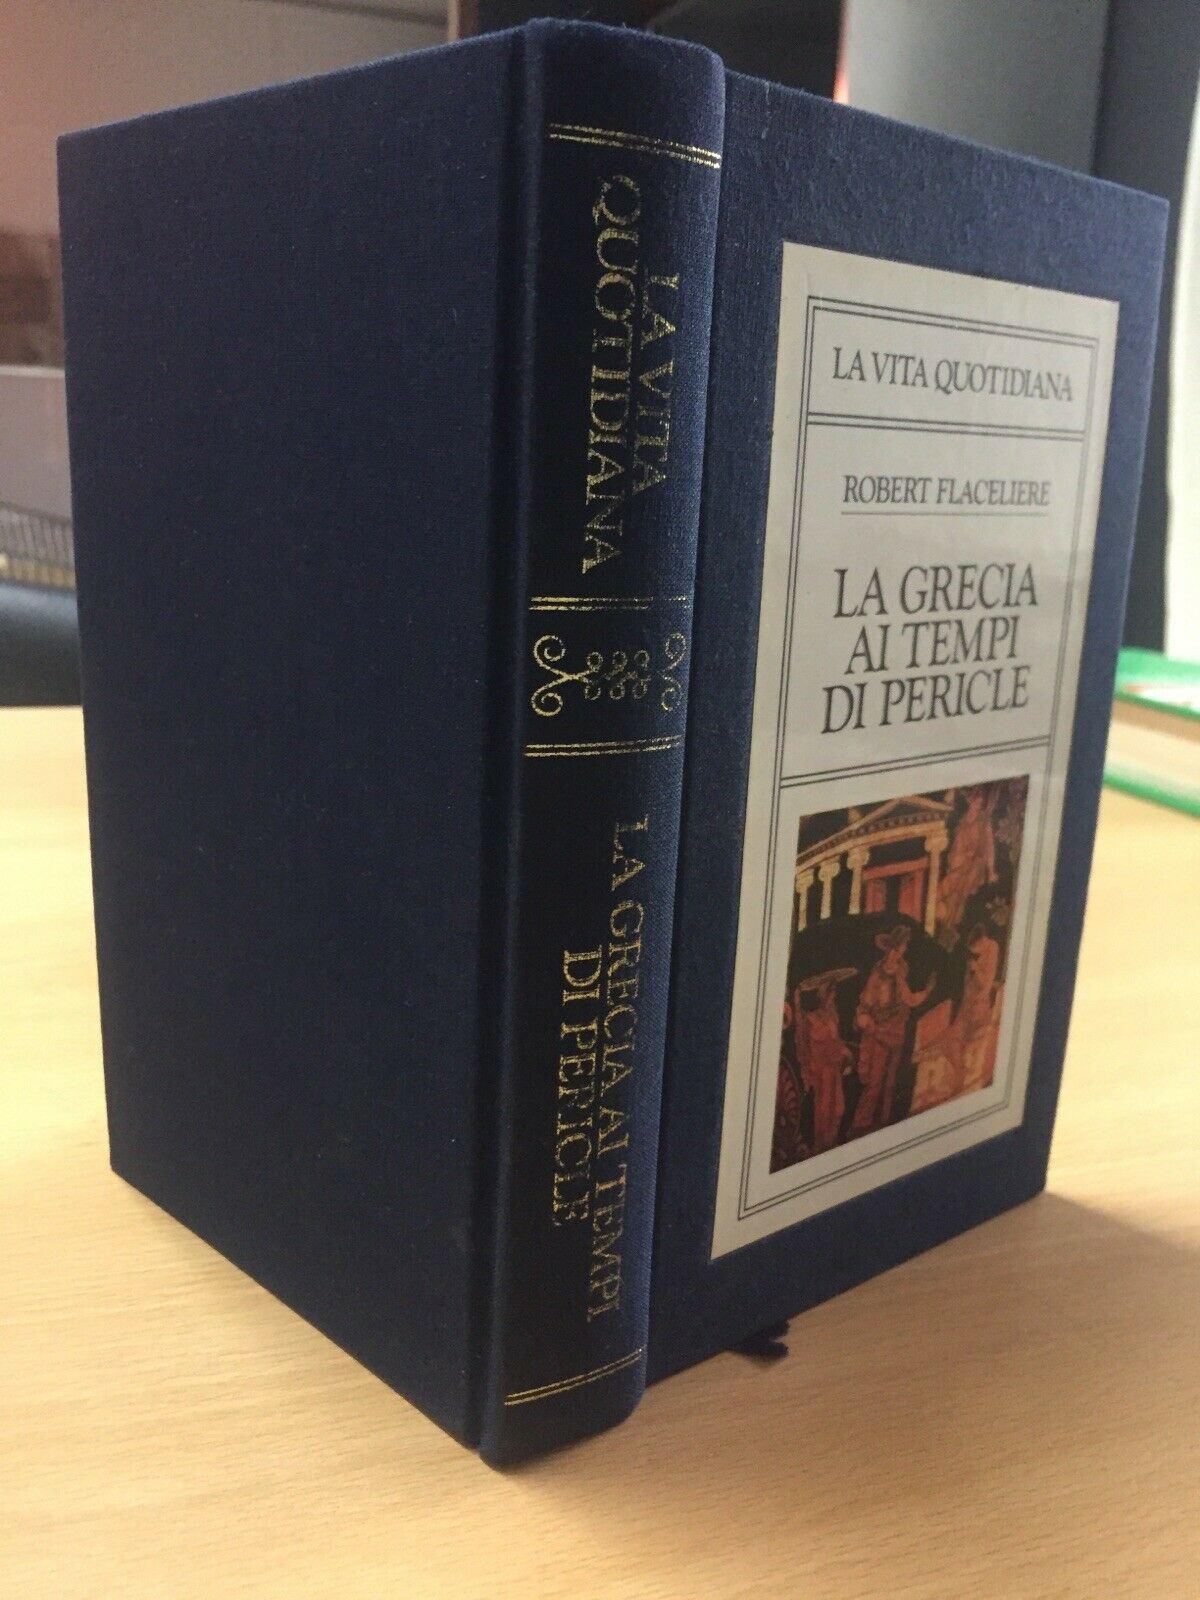 LA VITA
QUOTIDIANA
LA GRECIA AI TEMPI
DI PERICLE
LA VITA QUOTIDIANA
ROBERT FLACELIERE
LA GRECIA
AI TEMPI
DI PERICLE